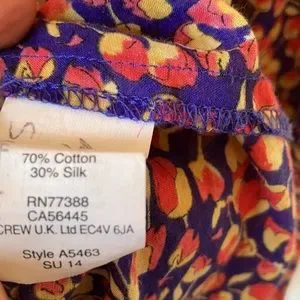 70% Cotton
30% Silk
RN77388
CA56445
CREW U.K. Ltd EC4V 6JA
Style A5463
SU 14